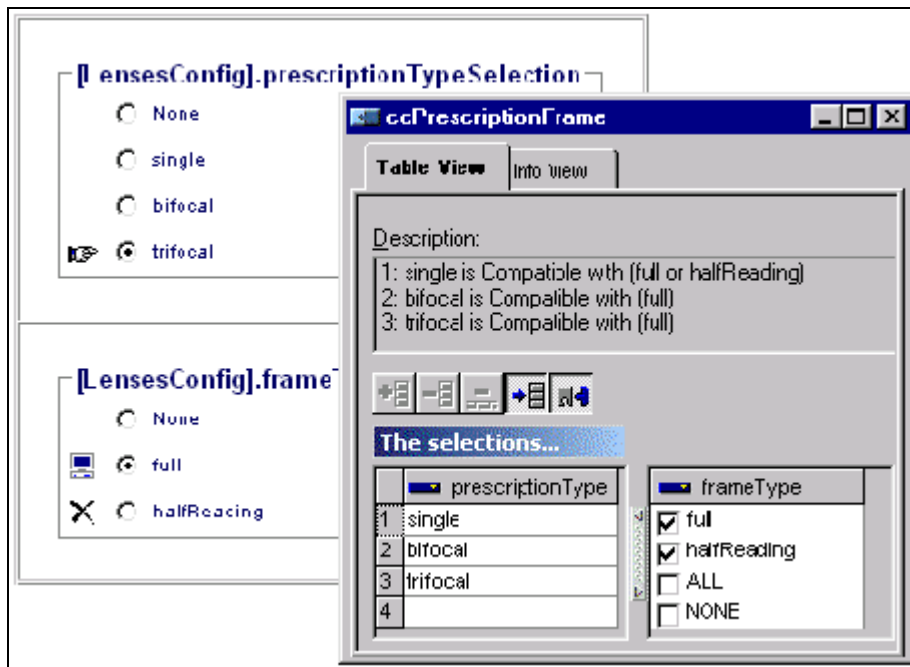 [LensesConfig].prescriptionTypeSelection
None
single
bifocal
trifocal
[LensesConfig].frameT
None
full
halfReading
ccPrescriptionFrame
Table View
Info View
Description:
1: single is Compatible with (full or halfReading)
2: bifocal is Compatible with (full)
3: trifocal is Compatible with (full)
The selections...
prescriptionType
1 single
2 bifocal
3 trifocal
4
frameType
full
halfReading
ALL
NONE